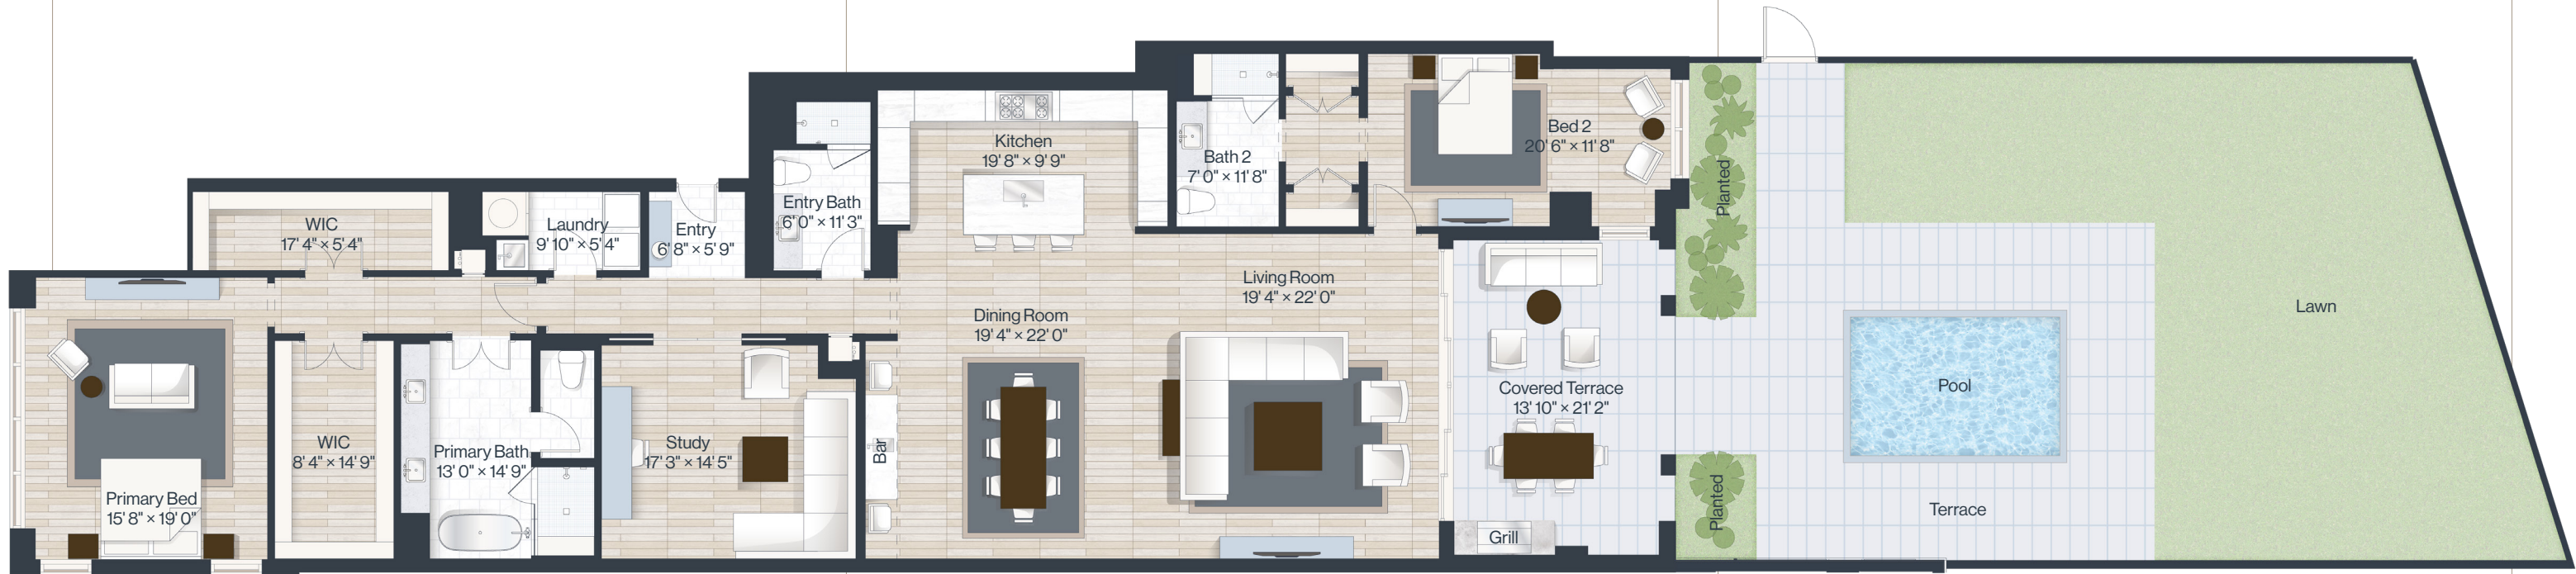 WIC
17' 4" × 5' 4"
Laundry
9' 10" × 5' 4"
Entry
6' 8" × 5' 9"
Entry Bath
6' 0" × 11' 3"
Kitchen
19' 8" × 9' 9"
Bath 2
7' 0" × 11' 8"
Bed 2
20' 6" × 11' 8"
Planted
Living Room
19' 4" × 22' 0"
Dining Room
19' 4" × 22' 0"
Lawn
Primary Bed
15' 8" × 19' 0"
WIC
8' 4" × 14' 9"
Primary Bath
13' 0" × 14' 9"
Study
17' 3" × 14' 5"
Bar
Covered Terrace
13' 10" × 21' 2"
Pool
Grill
Planted
Terrace